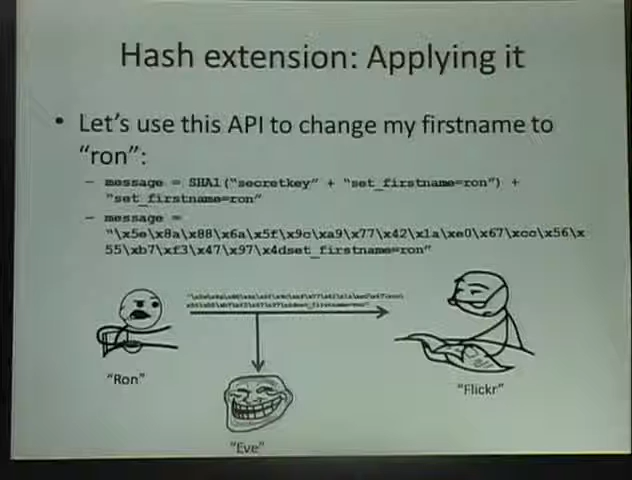 Hash extension: Applying it
• Let's use this API to change my firstname to
"ron":
– message = SHA1("secretkey" + "set_firstname=ron") +
"set_firstname=ron"
– message =
"\x5e\x8a\x88\x6a\x5f\x9c\xa9\x77\x42\x1a\xe0\x67\xcc\x56\x
55\xb7\xf3\x47\x97\x4dset_firstname=ron"
"Ron"
"Flickr"
"Eve"